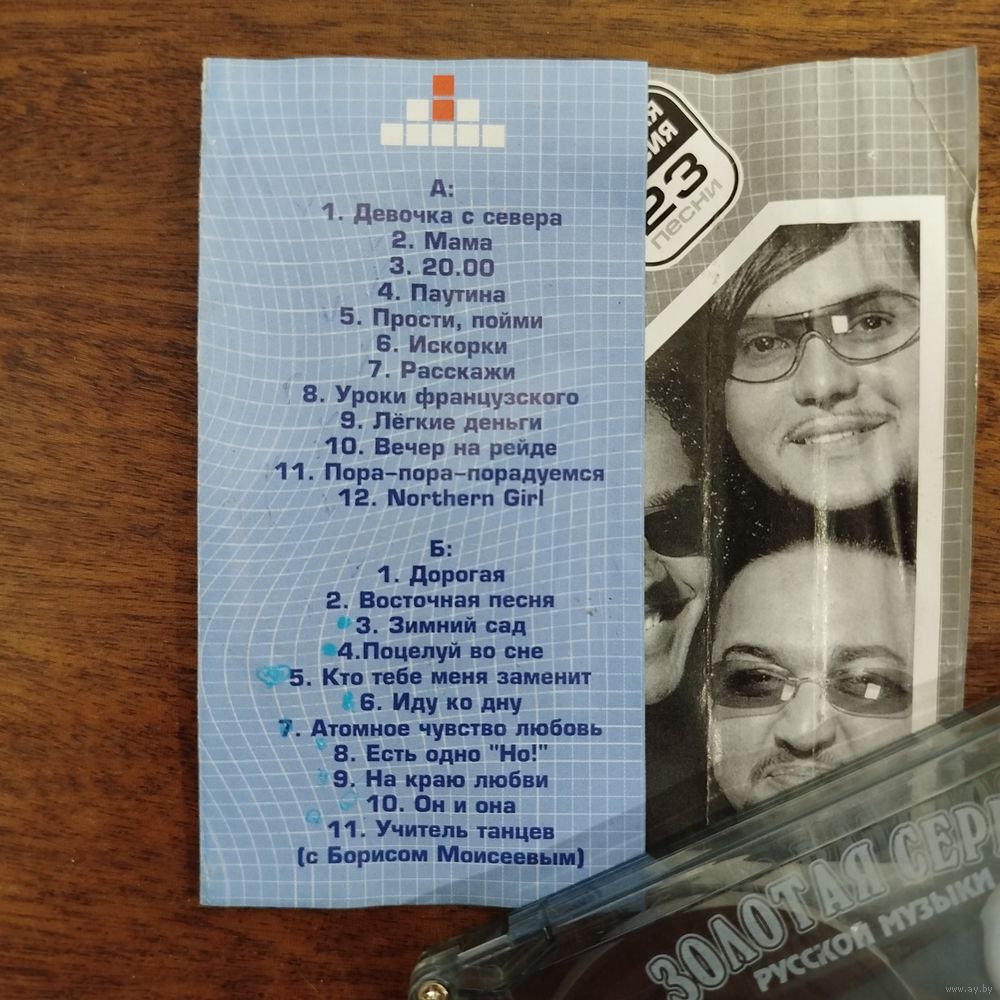 А:
1. Девочка с севера
2. Мама
3. 20.00
4. Паутина
5. Прости, пойми
6. Искорки
7. Расскажи
8. Уроки французского
9. Лёгкие деньги
10. Вечер на рейде
11. Пора-пора-порадуемся
12. Northern Girl
Б:
1. Дорогая
2. Восточная песня
3. Зимний сад
4.Поцелуй во сне
5. Кто тебе меня заменит
6. Иду ко дну
7. Атомное чувство любовь
8. Есть одно "Но!"
9. На краю любви
10. Он и она
11. Учитель танцев
(с Борисом Моисеевым)
23
песни
ЗОЛОТАЯ СЕР
РУССКОЙ МУЗЫКИ
www.ay.by